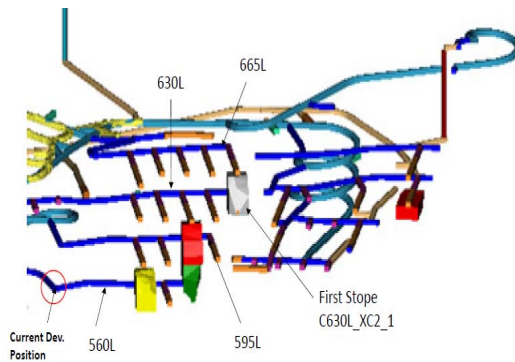 665L
630L
First Stope
C630L_XC2_1
Current Dev.
Position
560L
595L